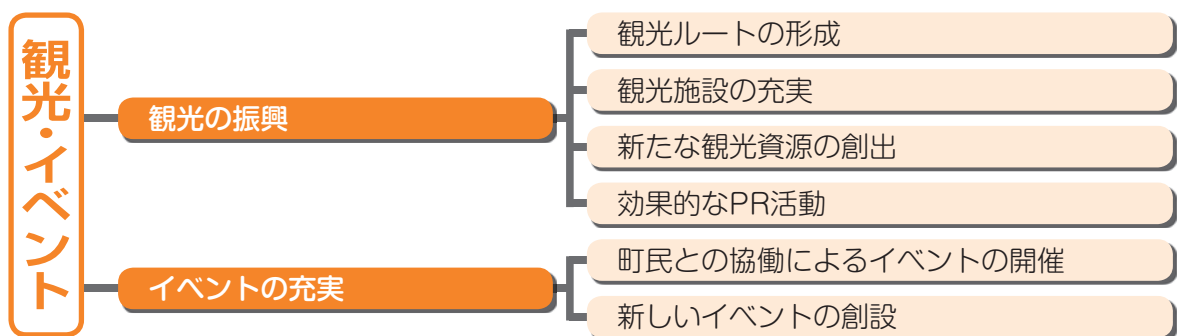 観光・イベント
観光の振興
観光ルートの形成
観光施設の充実
新たな観光資源の創出
効果的なPR活動
イベントの充実
町民との協働によるイベントの開催
新しいイベントの創設